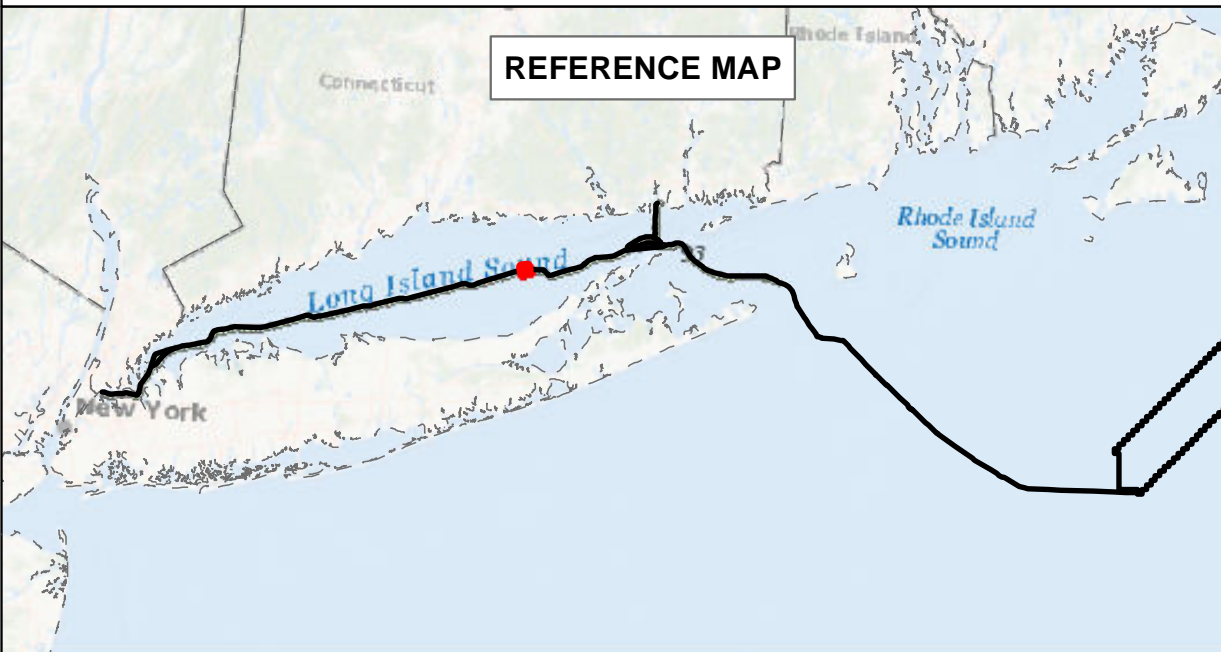 Rhode Island
REFERENCE MAP
Connecticut
Rhode Island
Sound
Long Island Sound
New York